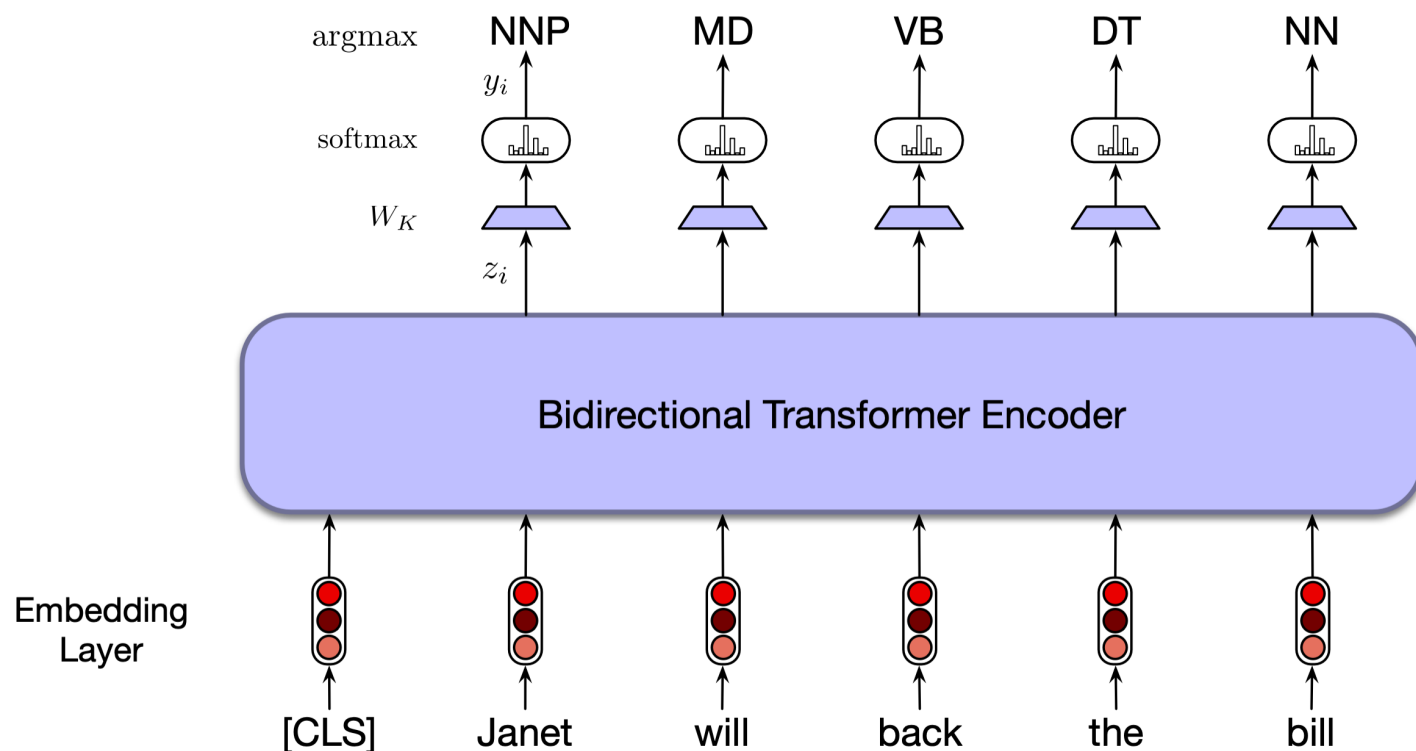 argmax NNP MD VB DT NN
y_i
softmax
W_K
z_i
Bidirectional Transformer Encoder
Embedding
Layer
[CLS] Janet will back the bill